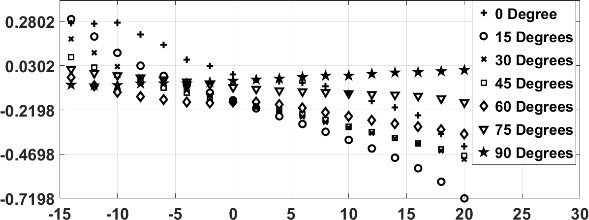 0.2802
0.0302
-0.2198
-0.4698
-0.7198
-15 -10 -5 0 5 10 15 20 25 30
0 Degree
15 Degrees
30 Degrees
45 Degrees
60 Degrees
75 Degrees
90 Degrees